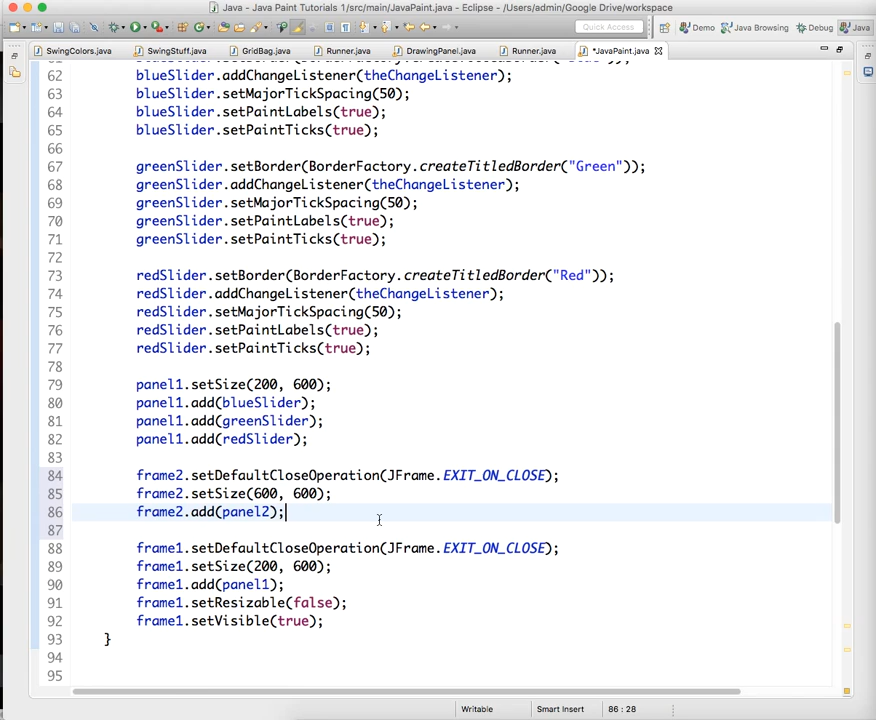 Java - Java Paint Tutorials 1/src/main/JavaPaint.java - Eclipse - /Users/admin/Google Drive/workspace
Quick Access
Demo
Java Browsing
Debug
Java
SwingColors.java
SwingStuff.java
GridBag.java
Runner.java
DrawingPanel.java
Runner.java
*JavaPaint.java
62 blueSlider.addChangeListener(theChangeListener);
63 blueSlider.setMajorTickSpacing(50);
64 blueSlider.setPaintLabels(true);
65 blueSlider.setPaintTicks(true);
66
67 greenSlider.setBorder(BorderFactory.createTitledBorder("Green"));
68 greenSlider.addChangeListener(theChangeListener);
69 greenSlider.setMajorTickSpacing(50);
70 greenSlider.setPaintLabels(true);
71 greenSlider.setPaintTicks(true);
72
73 redSlider.setBorder(BorderFactory.createTitledBorder("Red"));
74 redSlider.addChangeListener(theChangeListener);
75 redSlider.setMajorTickSpacing(50);
76 redSlider.setPaintLabels(true);
77 redSlider.setPaintTicks(true);
78
79 panel1.setSize(200, 600);
80 panel1.add(blueSlider);
81 panel1.add(greenSlider);
82 panel1.add(redSlider);
83
84 frame2.setDefaultCloseOperation(JFrame.EXIT_ON_CLOSE);
85 frame2.setSize(600, 600);
86 frame2.add(panel2);
87
88 frame1.setDefaultCloseOperation(JFrame.EXIT_ON_CLOSE);
89 frame1.setSize(200, 600);
90 frame1.add(panel1);
91 frame1.setResizable(false);
92 frame1.setVisible(true);
93 }
94
95
Writable
Smart Insert
86 : 28